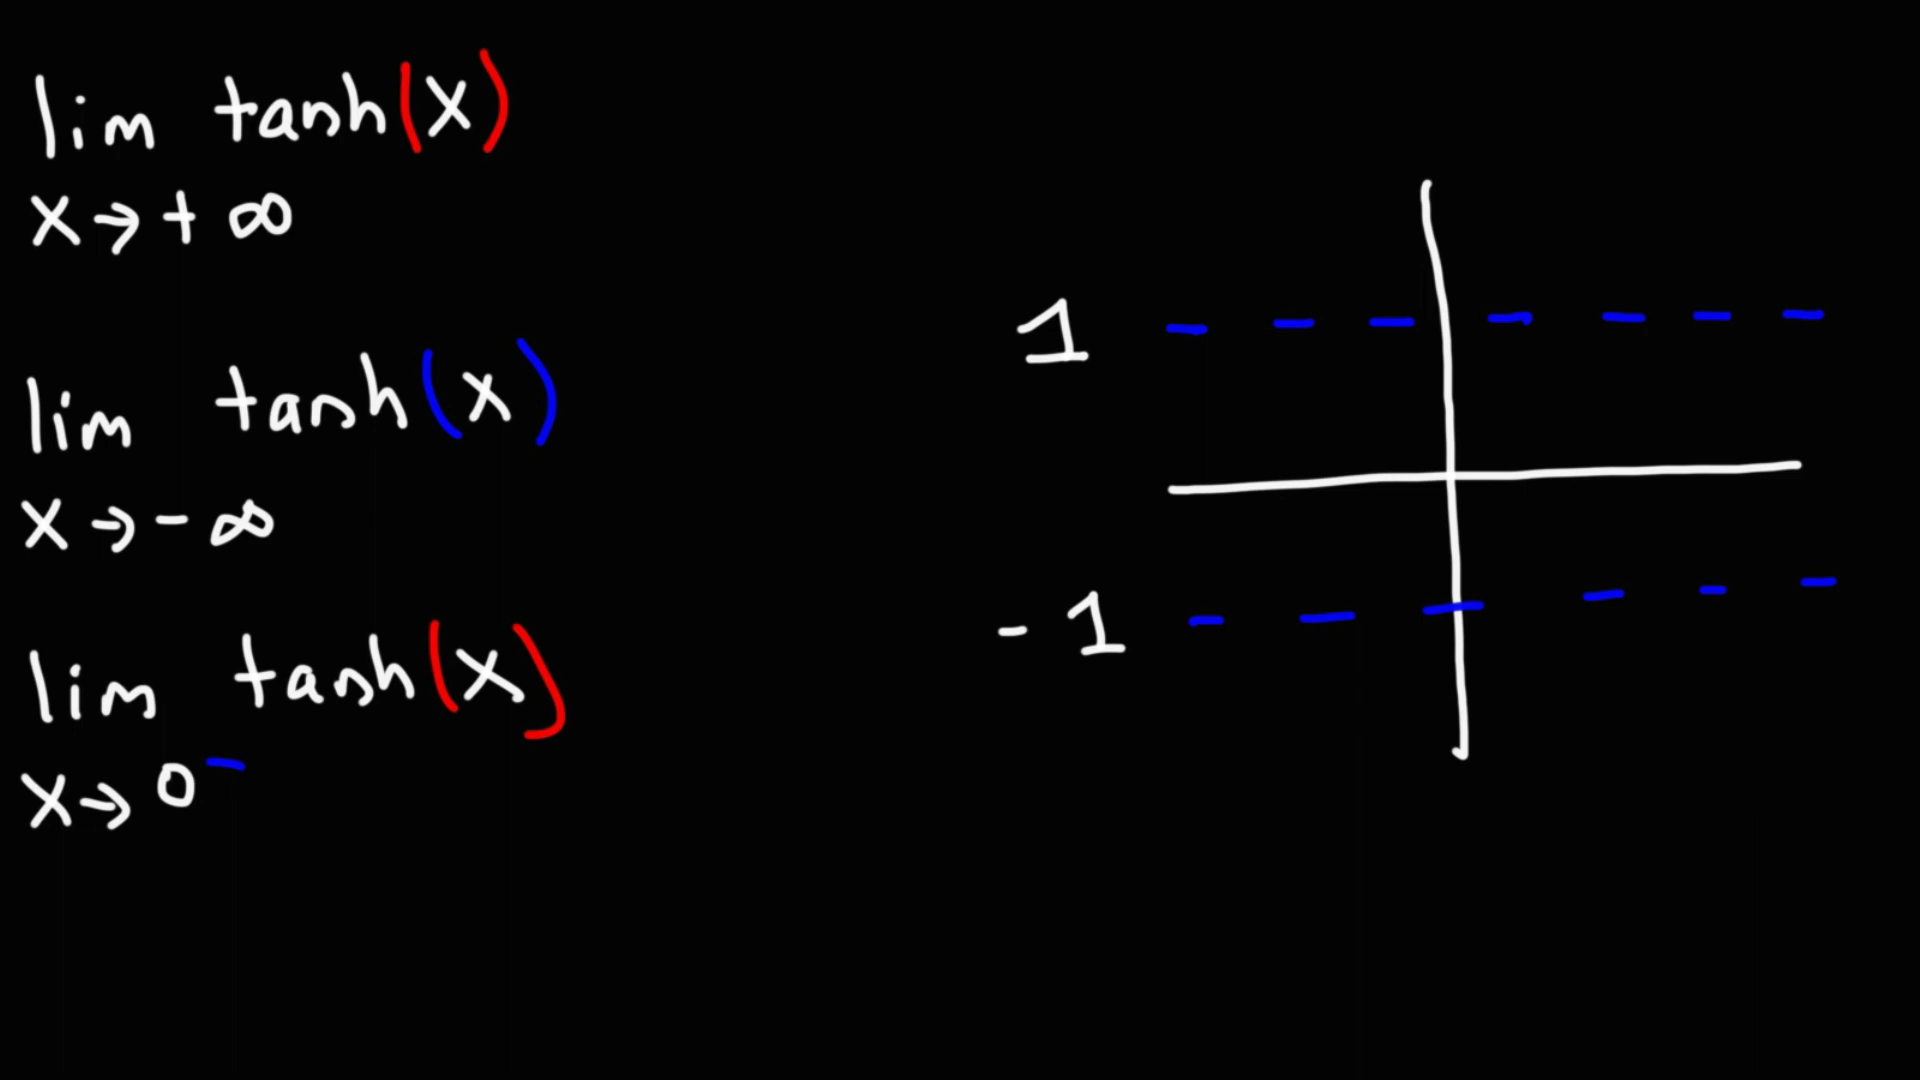 lim tanh(x)
x→+∞
lim tanh(x)
x→-∞
lim tanh(x)
x→0⁻
1
-1